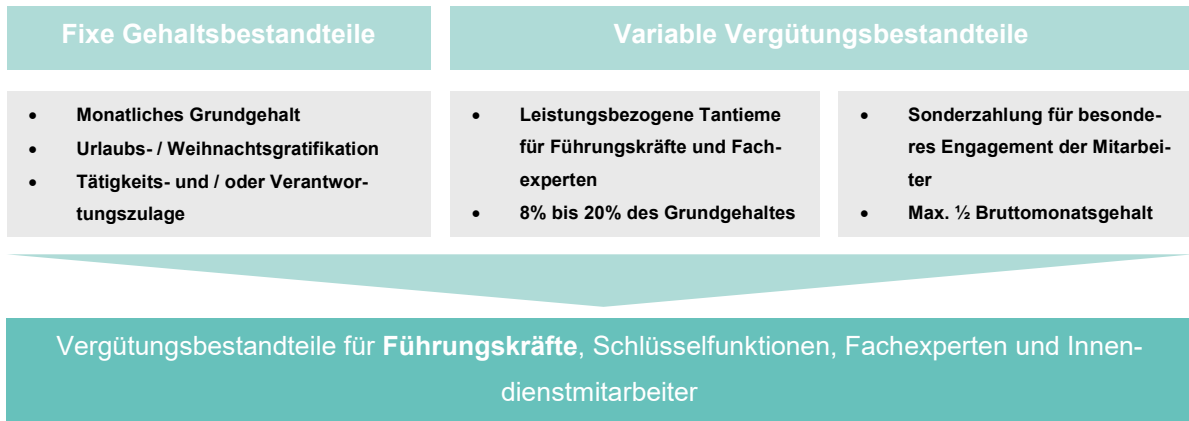 Fixe Gehaltsbestandteile
Variable Vergütungsbestandteile
• Monatliches Grundgehalt
• Urlaubs- / Weihnachtsgratifikation
• Tätigkeits- und / oder Verantwor-
tungszulage
• Leistungsbezogene Tantieme
für Führungskräfte und Fach-
experten
• 8% bis 20% des Grundgehaltes
• Sonderzahlung für besonde-
res Engagement der Mitarbei-
ter
• Max. ½ Bruttomonatsgehalt
Vergütungsbestandteile für Führungskräfte, Schlüsselfunktionen, Fachexperten und Innen-
dienstmitarbeiter